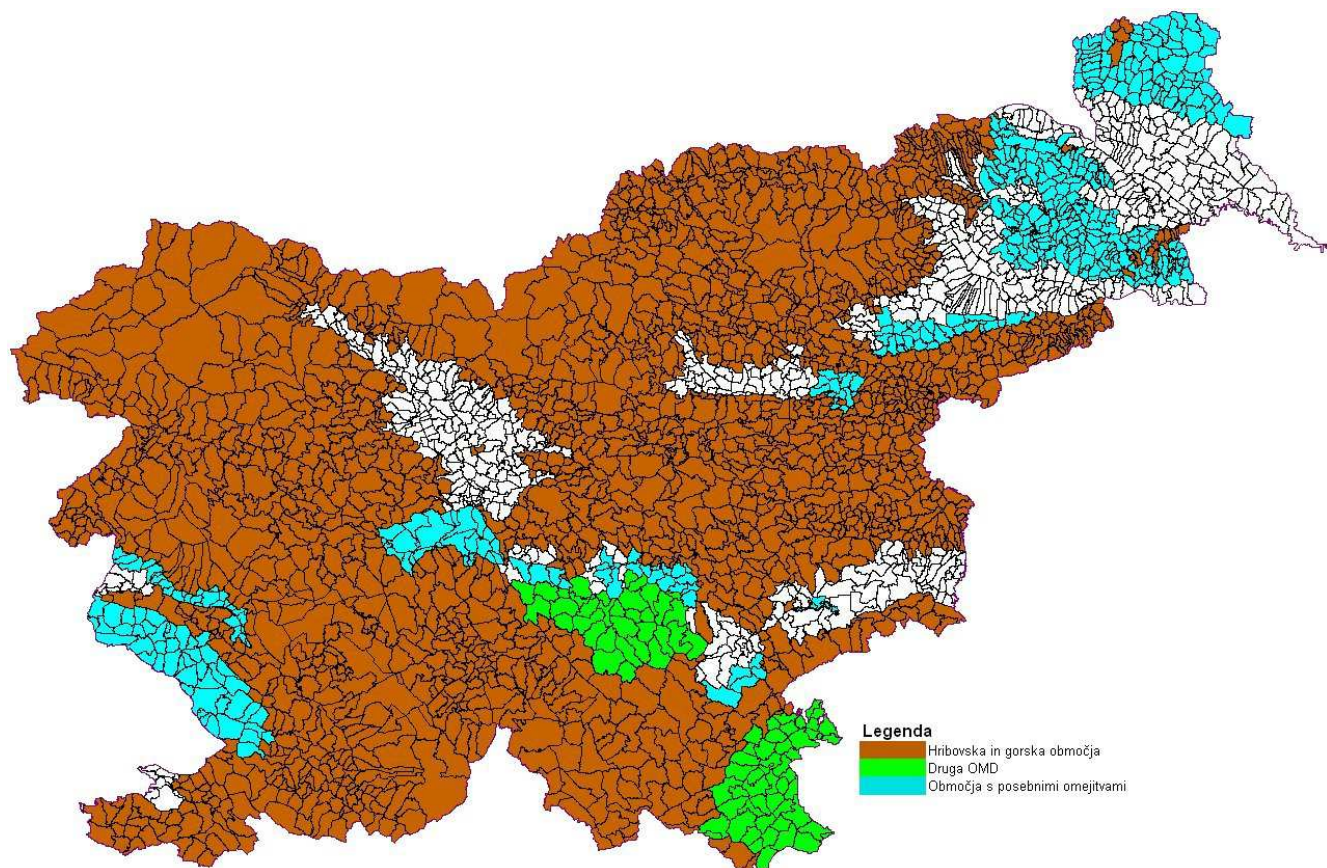 Legenda
Hribovska in gorska območja
Druga OMD
Območja s posebnimi omejitvami